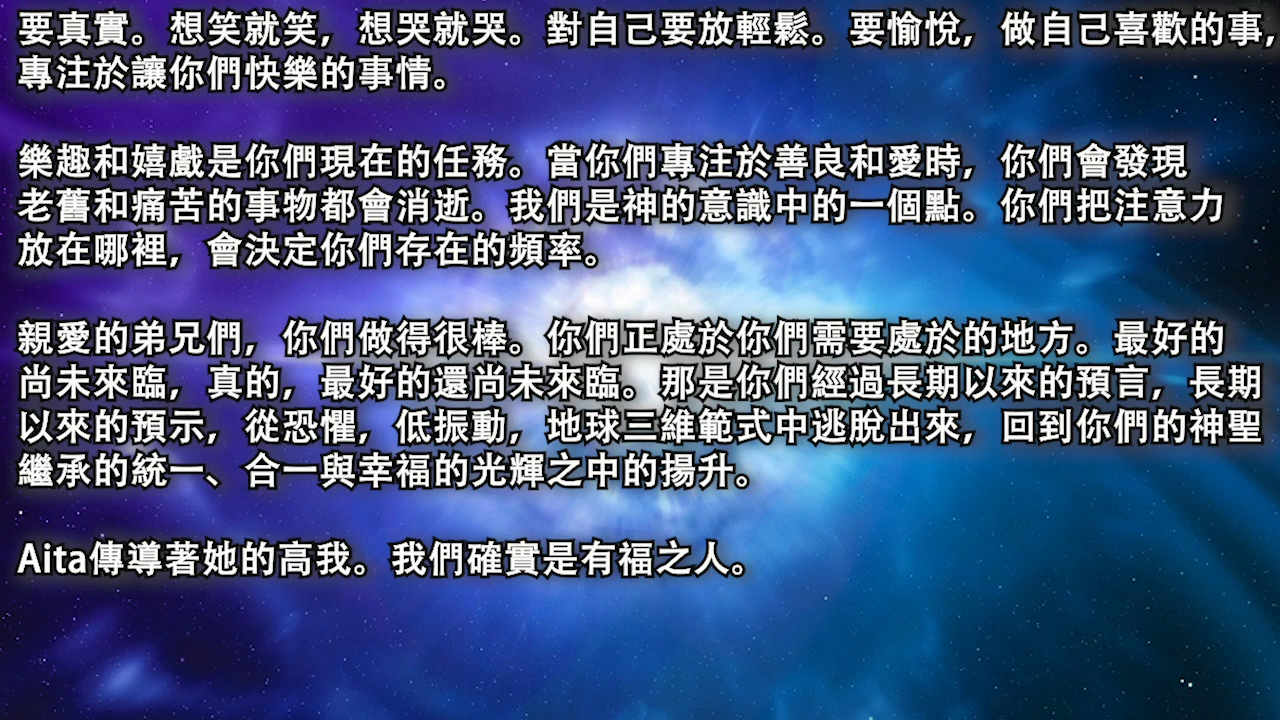 要真實。想笑就笑，想哭就哭。對自己要放輕鬆。要愉悅，做自己喜歡的事，
專注於讓你們快樂的事情。
樂趣和嬉戲是你們現在的任務。當你們專注於善良和愛時，你們會發現
老舊和痛苦的事物都會消逝。我們是神的意識中的一個點。你們把注意力
放在哪裡，會決定你們存在的頻率。
親愛的弟兄們，你們做得很棒。你們正處於你們需要處於的地方。最好的
尚未來臨，真的，最好的還尚未來臨。那是你們經過長期以來的預言，長期
以來的預示，從恐懼，低振動，地球三維範式中逃脫出來，回到你們的神聖
繼承的統一、合一與幸福的光輝之中的揚升。
Aita傳導著她的高我。我們確實是有福之人。